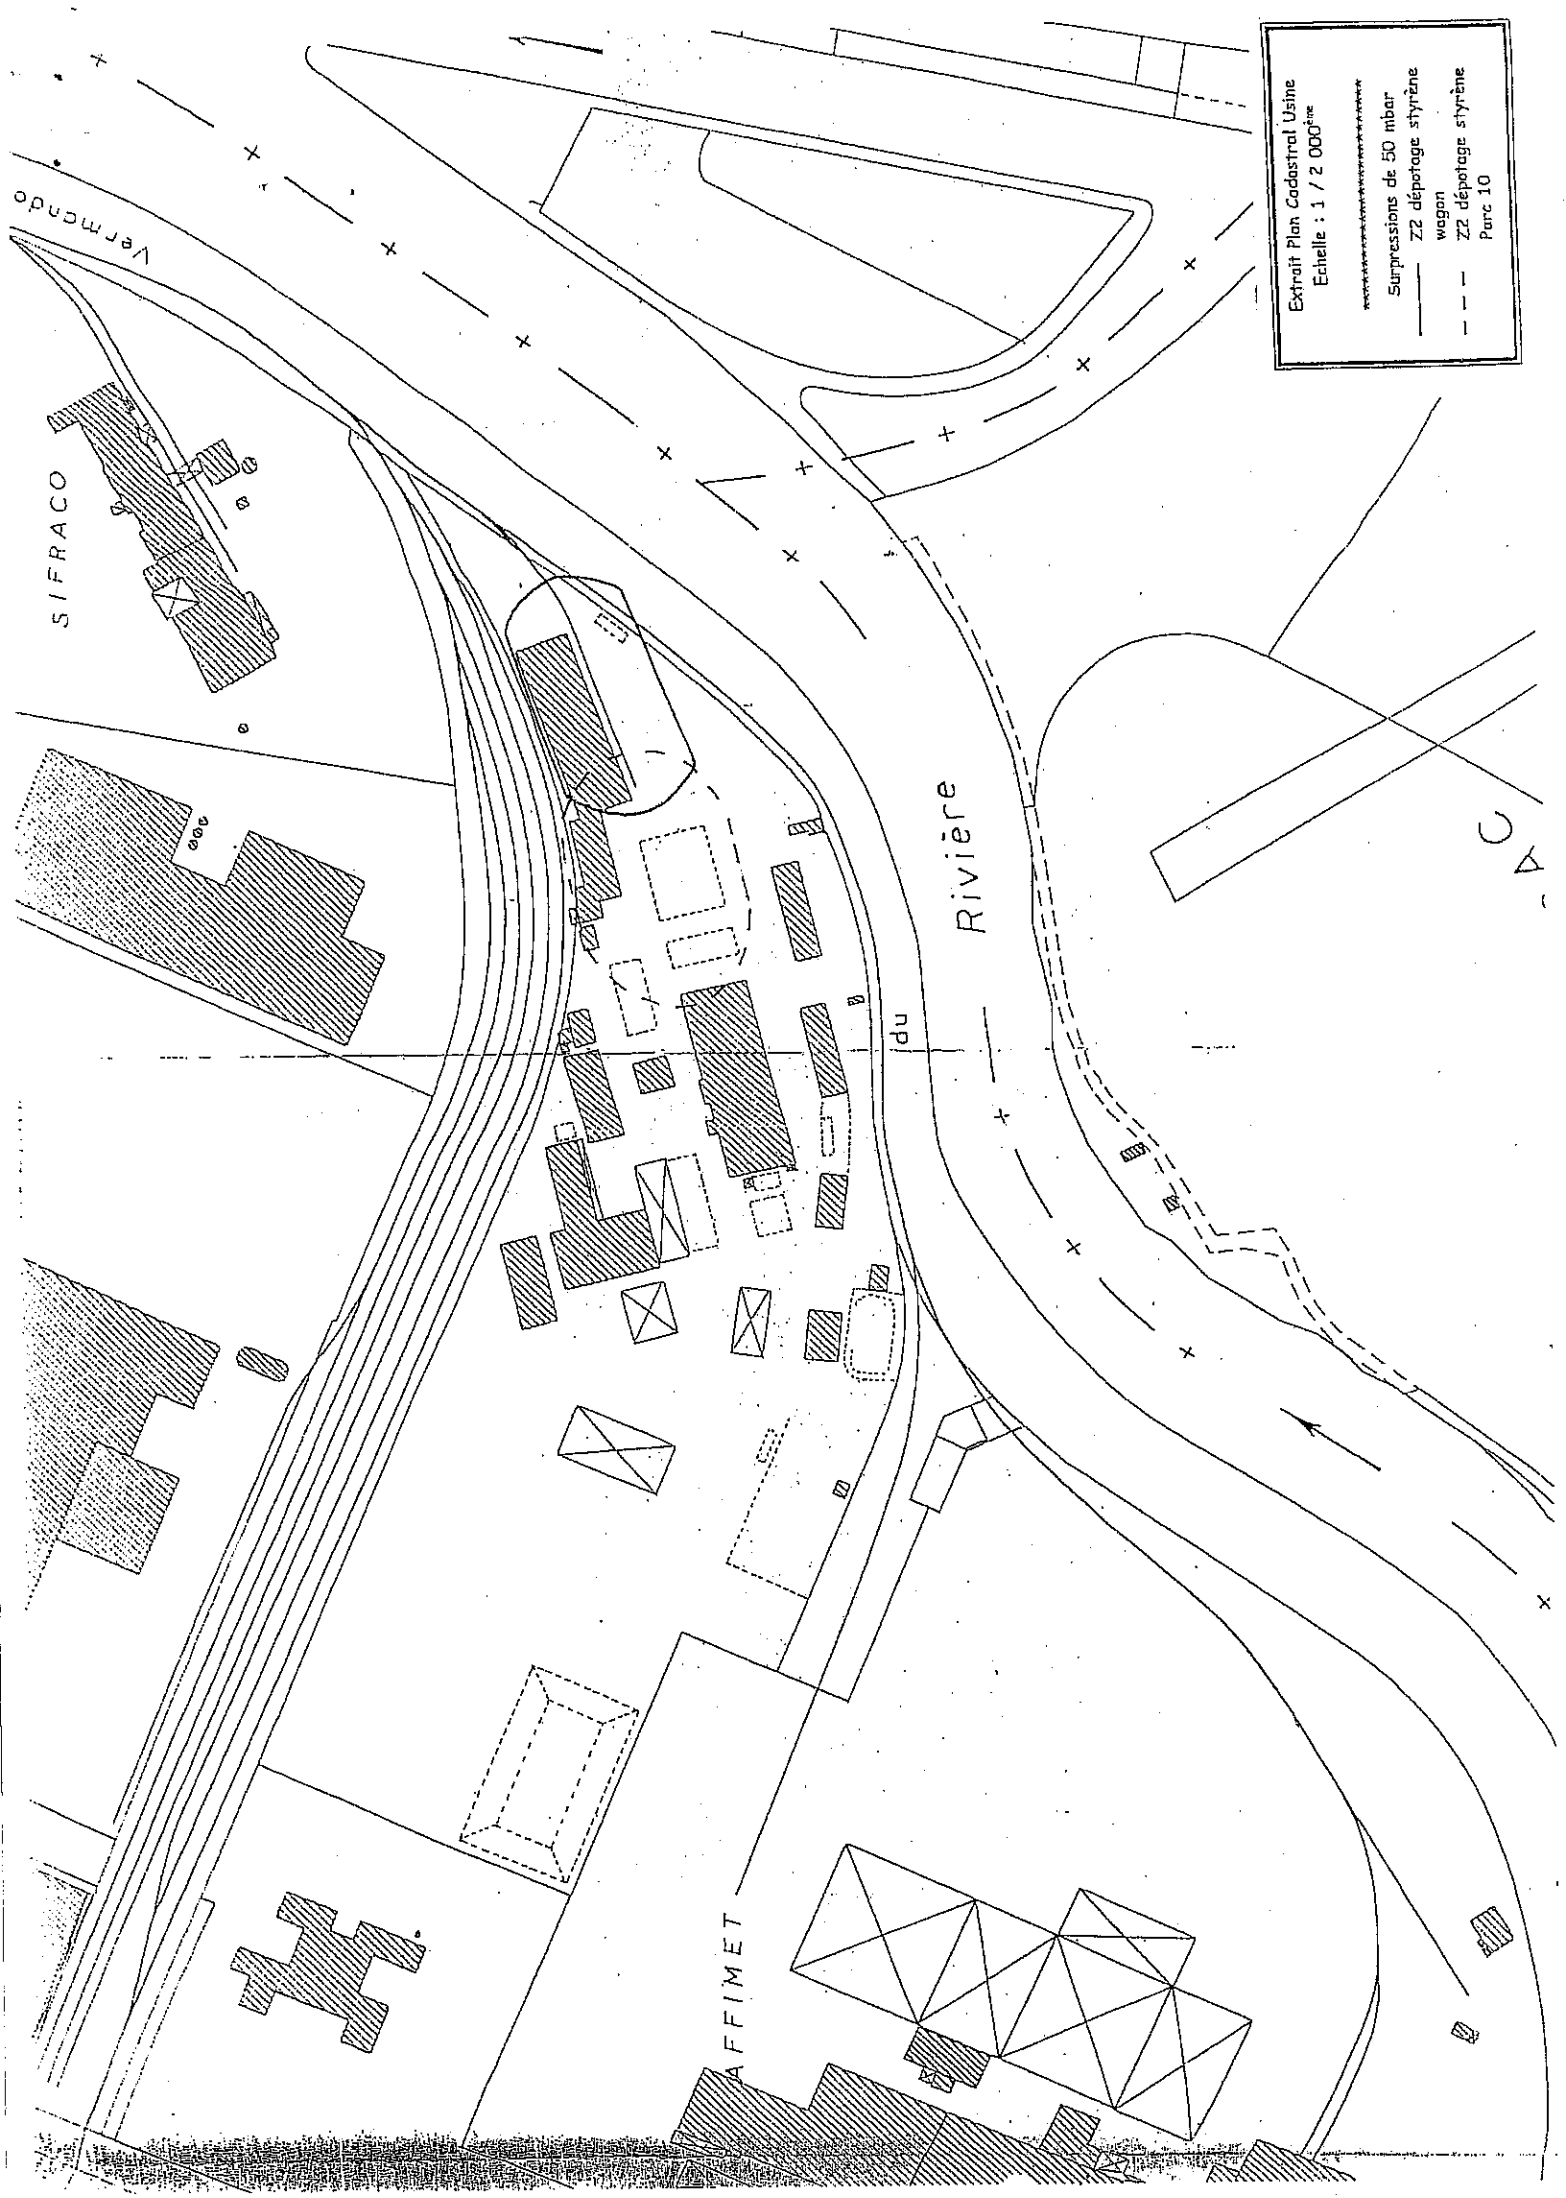 Extrait Plan Cadastral Usine
Echelle : 1 / 2 000ème
xxxxxxxxxxxxxxxxxxxxxxx
Surpressions de 50 mbar
Z2 dépotage styrène
wagon
Z2 dépotage styrène
Parc 10
Vermando
SIFRACO
Rivière
du
AFFIMET